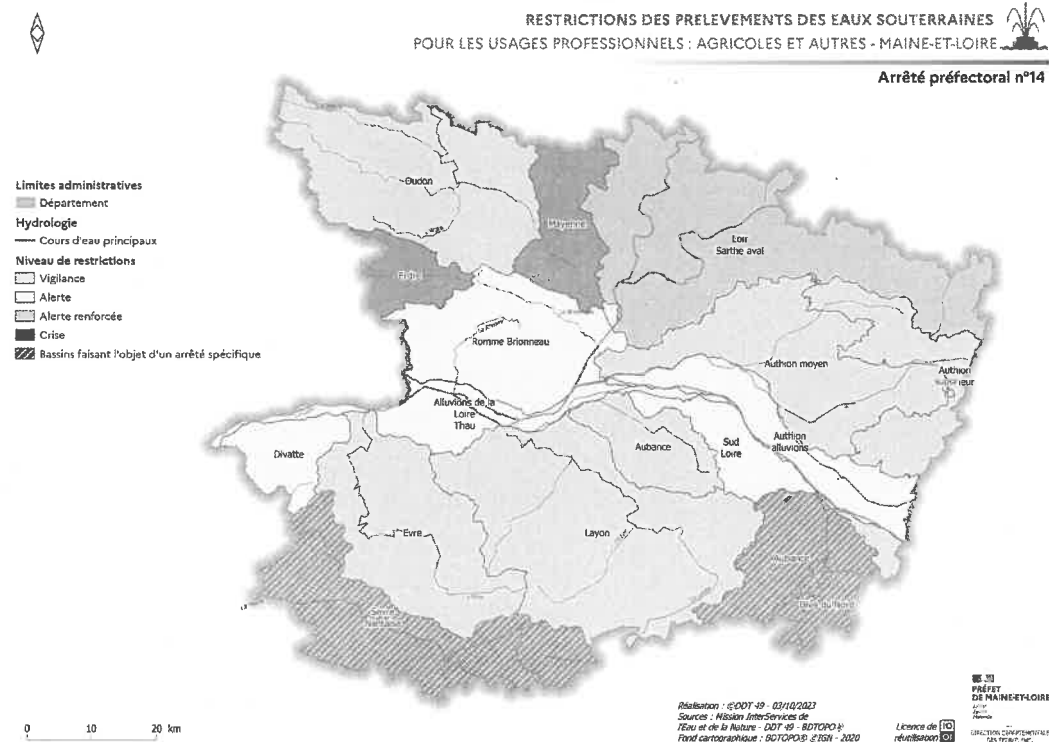 RESTRICTIONS DES PRELEVEMENTS DES EAUX SOUTERRAINES
POUR LES USAGES PROFESSIONNELS : AGRICOLES ET AUTRES - MAINE-ET-LOIRE
Arrêté préfectoral n°14
Limites administratives
Département
Hydrologie
Cours d'eau principaux
Niveau de restrictions
Vigilance
Alerte
Alerte renforcée
Crise
Bassins faisant l'objet d'un arrêté spécifique
Oudon
Mayenne
Loir
Sarthe aval
Erdre
Romme Brionneau
Authion moyen
Authion
Alluvions de la
Loire
Thau
Aubance
Sud
Loire
Authion
alluvions
Divatte
Evre
Layon
Aubance
Sèvre
Nantaise
0 10 20 km
Réalisation : ©DDT 49 - 03/10/2023
Sources : Mission InterServices de
l'Eau et de la Nature - DDT 49 - BDTOPO®
Fond cartographique : BDTOPO® ©IGN - 2020
Licence de
réutilisation
PRÉFET
DE MAINE-ET-LOIRE